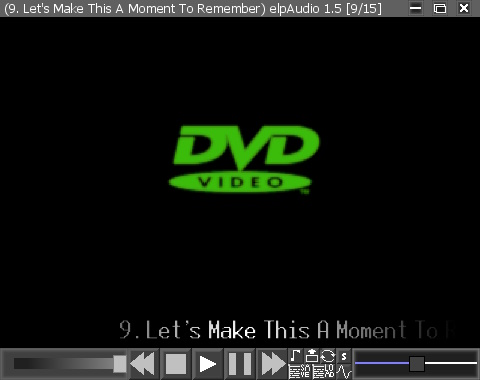 (9. Let's Make This A Moment To Remember) elpAudio 1.5 [9/15]
DVD
VIDEO
TM
9. Let's Make This A Moment To R
S